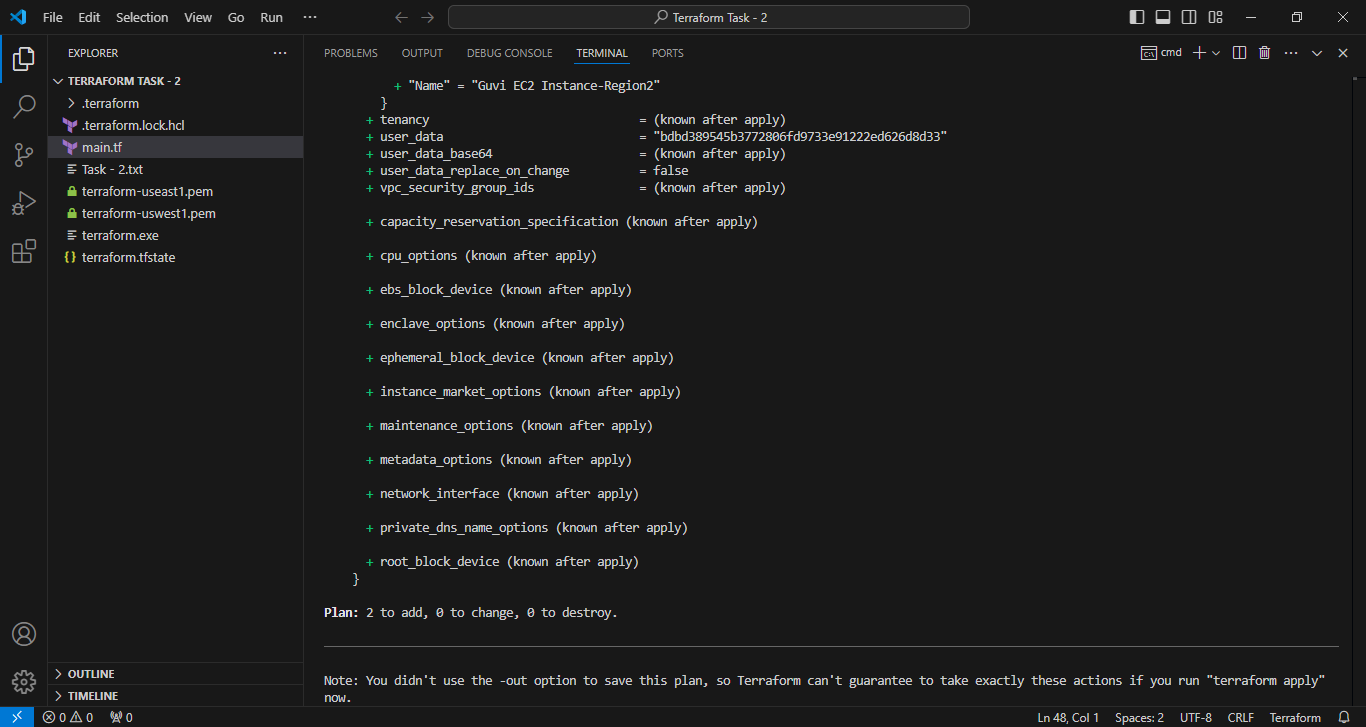 File Edit Selection View Go Run ··· Terraform Task - 2
EXPLORER ···
PROBLEMS OUTPUT DEBUG CONSOLE TERMINAL PORTS
cmd
TERRAFORM TASK - 2
.terraform
.terraform.lock.hcl
main.tf
Task - 2.txt
terraform-useast1.pem
terraform-uswest1.pem
terraform.exe
terraform.tfstate
OUTLINE
TIMELINE
+ "Name" = "Guvi EC2 Instance-Region2"
}
+ tenancy = (known after apply)
+ user_data = "bdbd389545b3772806fd9733e91222ed626d8d33"
+ user_data_base64 = (known after apply)
+ user_data_replace_on_change = false
+ vpc_security_group_ids = (known after apply)
+ capacity_reservation_specification (known after apply)
+ cpu_options (known after apply)
+ ebs_block_device (known after apply)
+ enclave_options (known after apply)
+ ephemeral_block_device (known after apply)
+ instance_market_options (known after apply)
+ maintenance_options (known after apply)
+ metadata_options (known after apply)
+ network_interface (known after apply)
+ private_dns_name_options (known after apply)
+ root_block_device (known after apply)
}
Plan: 2 to add, 0 to change, 0 to destroy.
Note: You didn't use the -out option to save this plan, so Terraform can't guarantee to take exactly these actions if you run "terraform apply"
now.
0 0 0 Ln 48, Col 1 Spaces: 2 UTF-8 CRLF Terraform